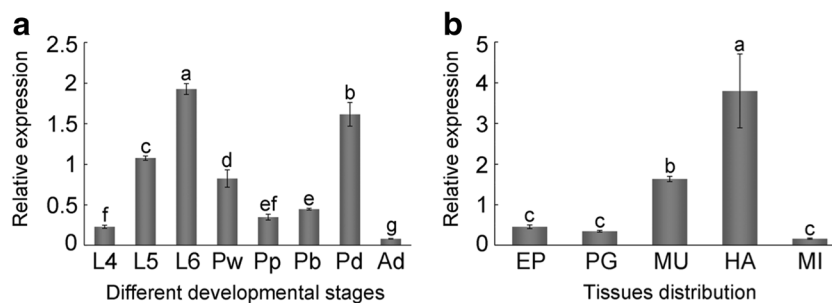 a
Relative expression
2.5
2
1.5
1
0.5
0
f
c
a
d
ef
e
b
g
L4 L5 L6 Pw Pp Pb Pd Ad
Different developmental stages
b
Relative expression
5
4
3
2
1
0
c
c
b
a
c
EP PG MU HA MI
Tissues distribution